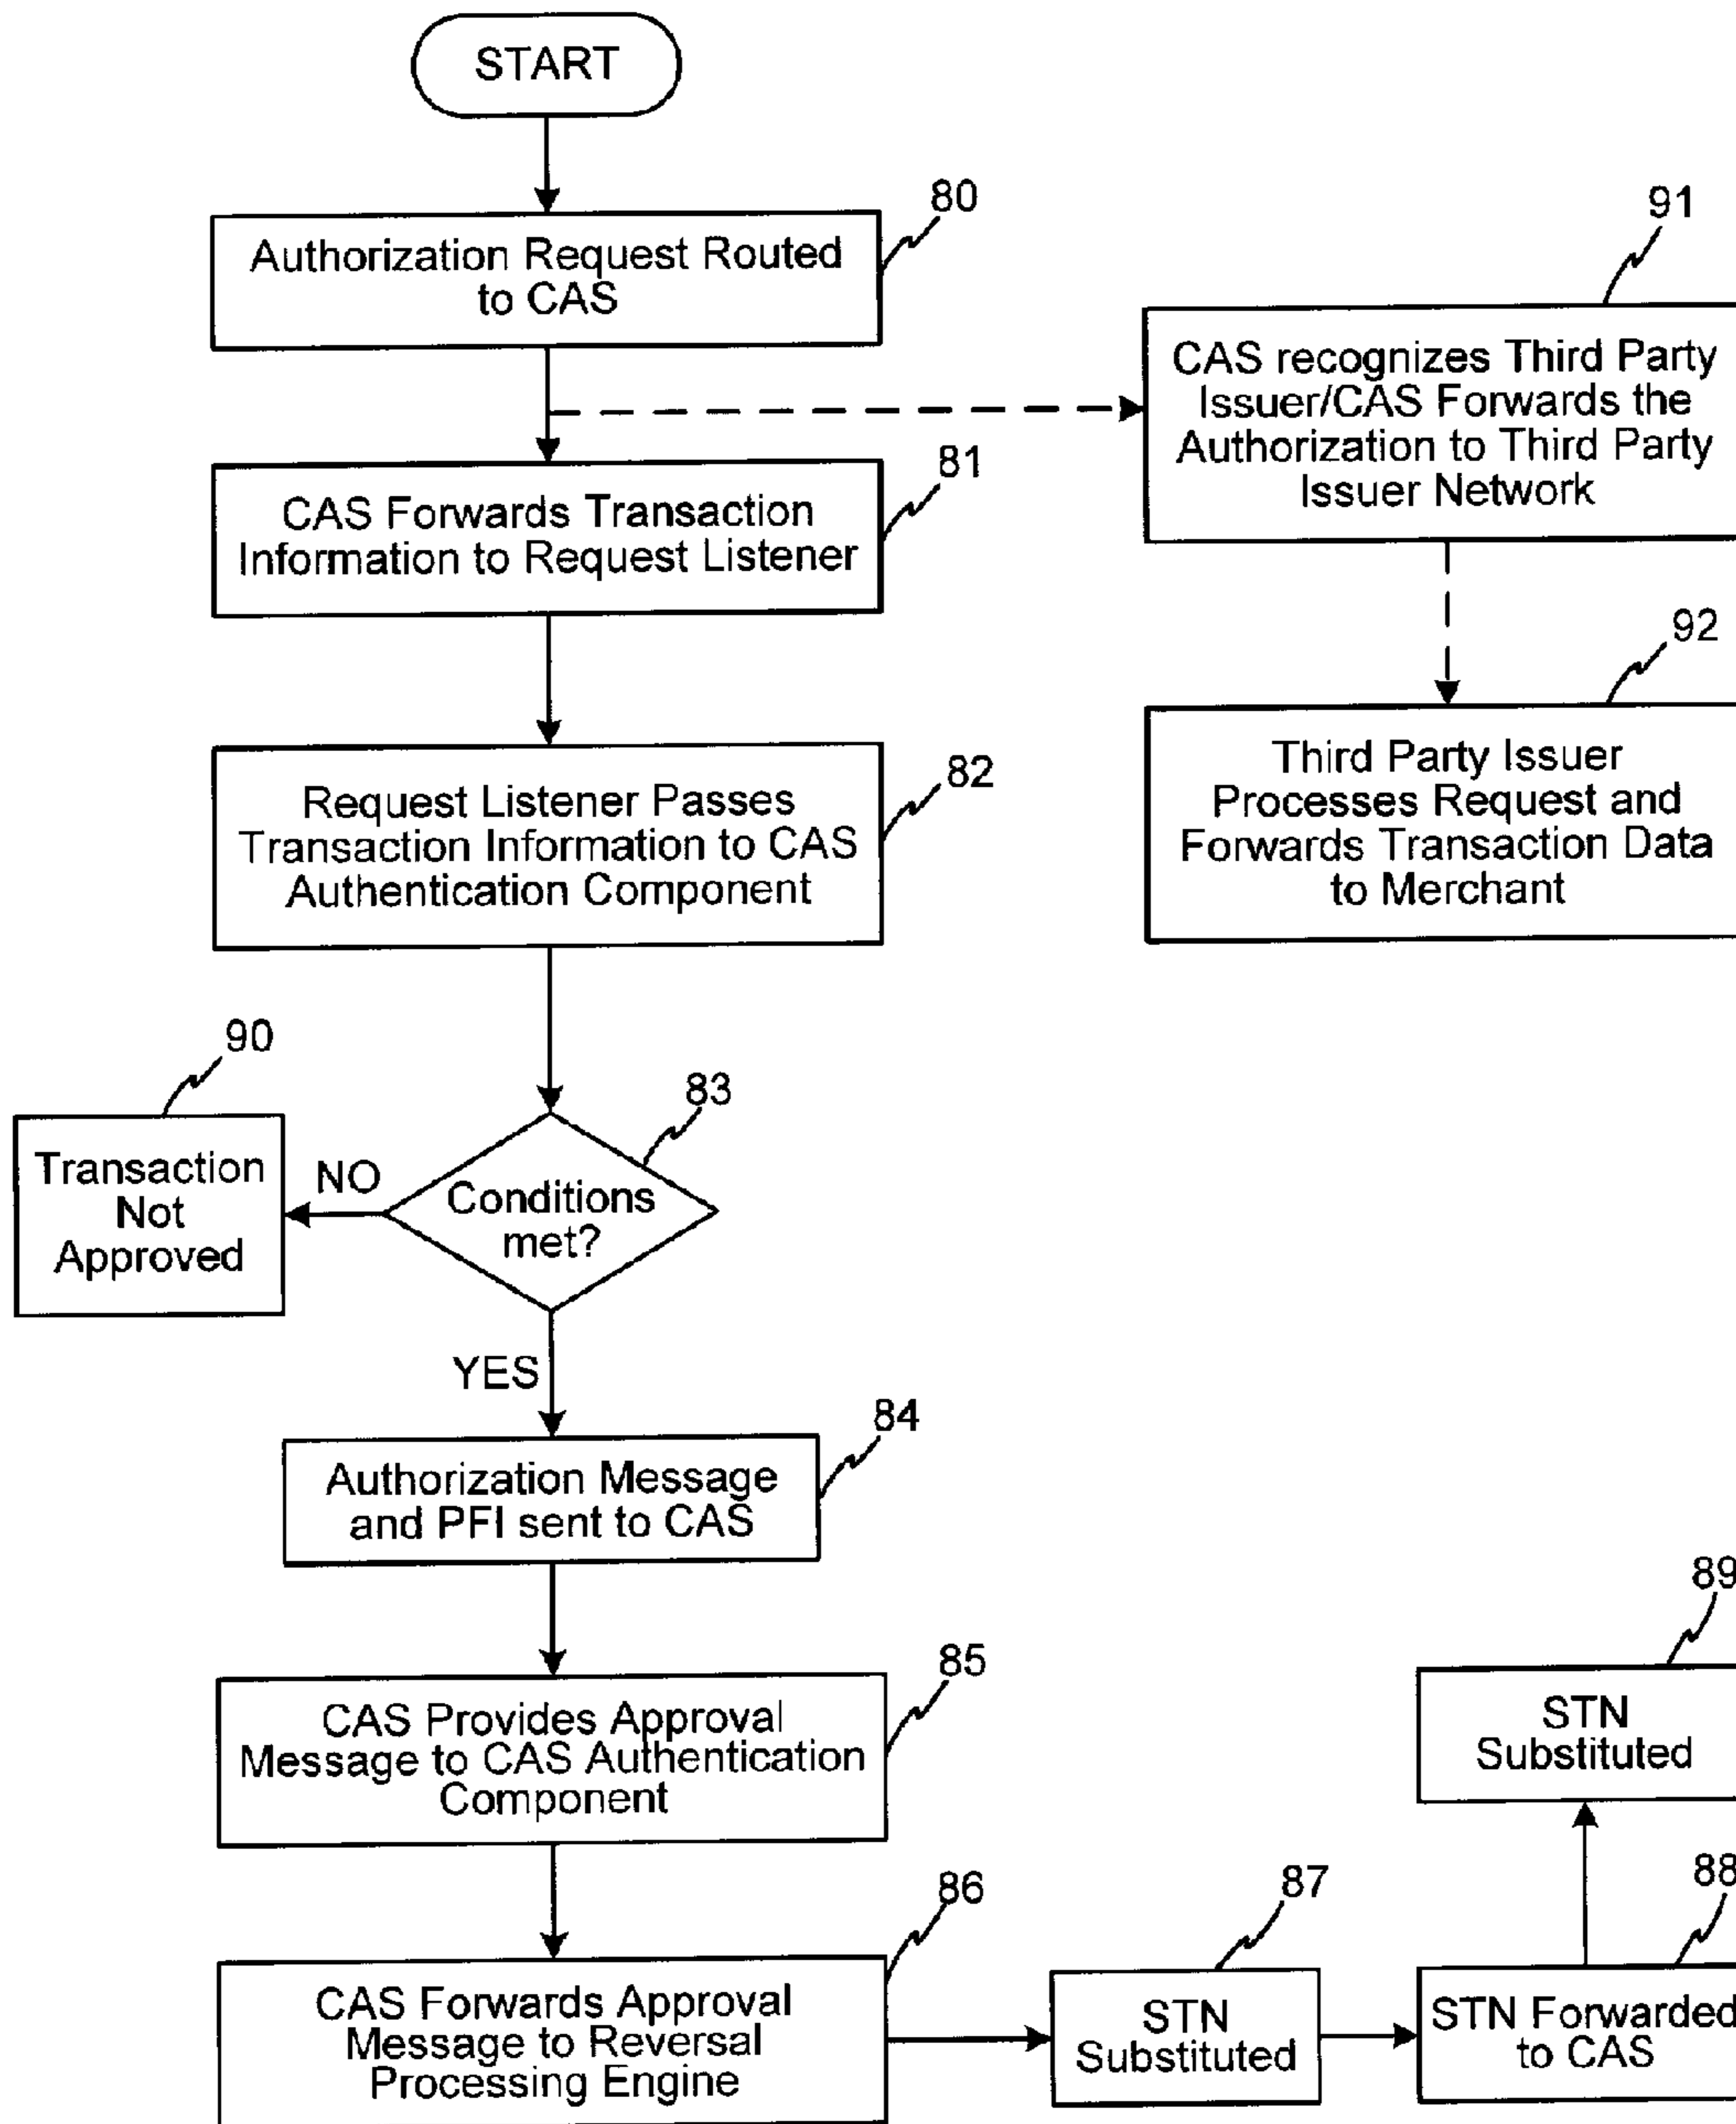 START
80
Authorization Request Routed
to CAS
91
CAS recognizes Third Party
Issuer/CAS Forwards the
Authorization to Third Party
Issuer Network
81
CAS Forwards Transaction
Information to Request Listener
92
Third Party Issuer
Processes Request and
Forwards Transaction Data
to Merchant
82
Request Listener Passes
Transaction Information to CAS
Authentication Component
90
Transaction
Not
Approved
NO
83
Conditions
met?
YES
84
Authorization Message
and PFI sent to CAS
85
CAS Provides Approval
Message to CAS Authentication
Component
86
CAS Forwards Approval
Message to Reversal
Processing Engine
87
STN
Substituted
88
STN Forwarded
to CAS
89
STN
Substituted